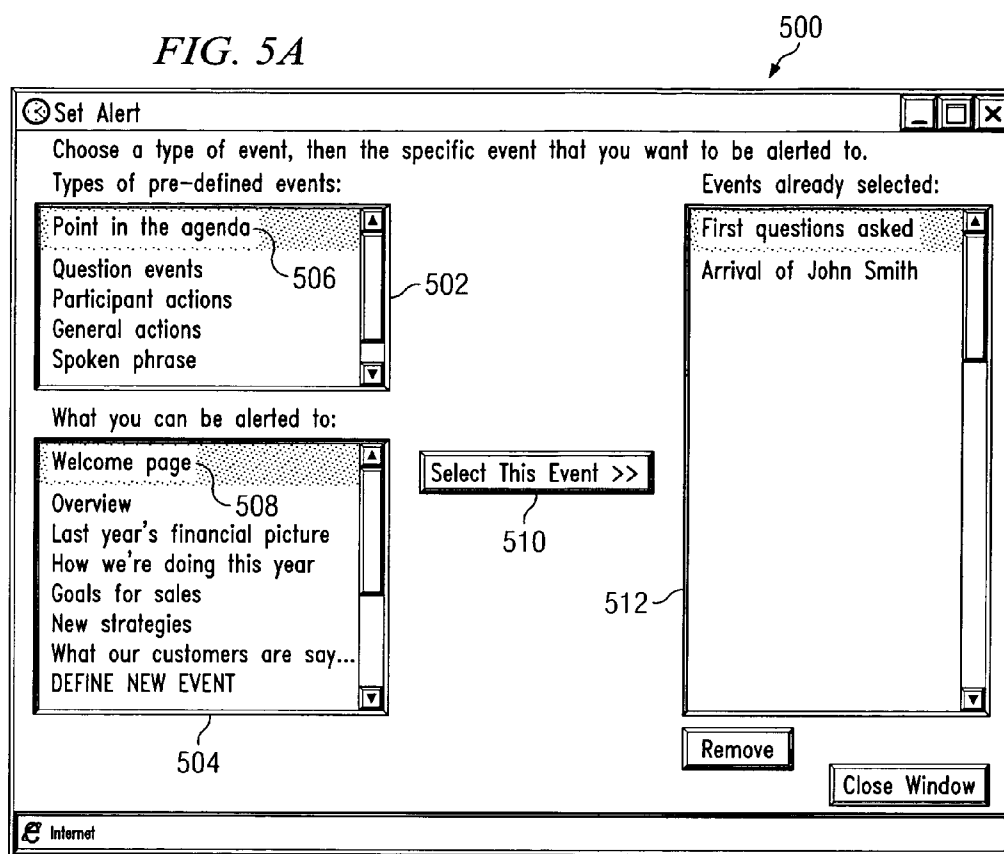 FIG. 5A
500
Set Alert
Choose a type of event, then the specific event that you want to be alerted to.
Types of pre-defined events:
Point in the agenda
506
Question events
Participant actions
General actions
Spoken phrase
502
What you can be alerted to:
Welcome page
508
Overview
Last year's financial picture
How we're doing this year
Goals for sales
New strategies
What our customers are say...
DEFINE NEW EVENT
504
Select This Event >>
510
Events already selected:
First questions asked
Arrival of John Smith
512
Remove
Close Window
Internet